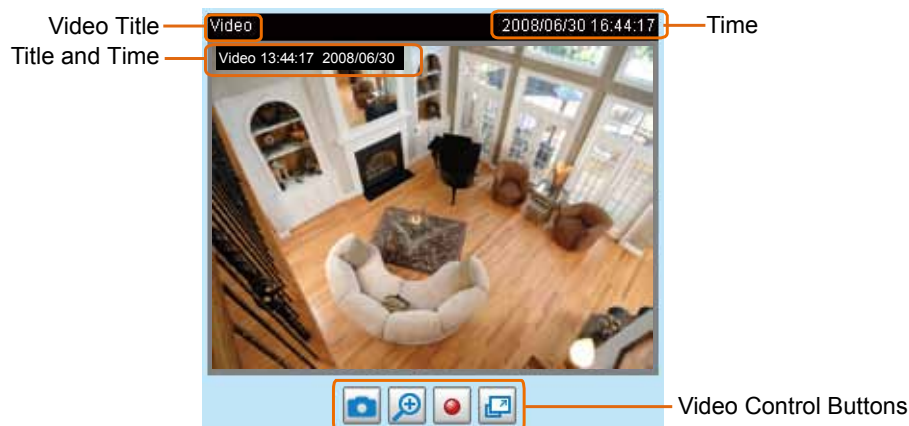 Video Title
Video
2008/06/30 16:44:17
Time
Title and Time
Video 13:44:17 2008/06/30
Video Control Buttons